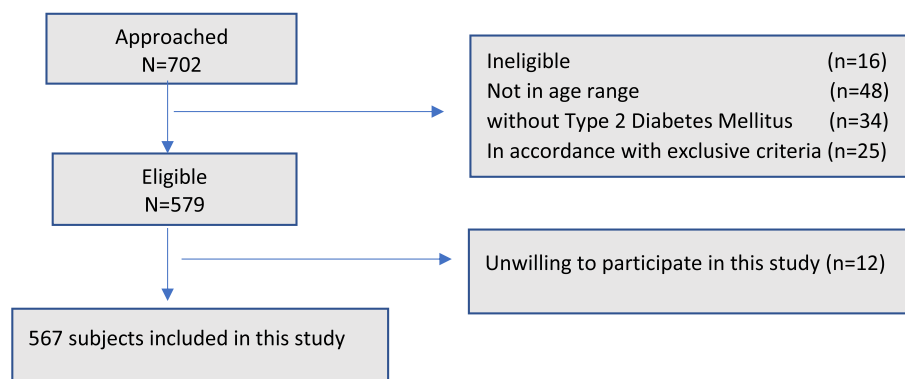 Approached
N=702
Ineligible (n=16)
Not in age range (n=48)
without Type 2 Diabetes Mellitus (n=34)
In accordance with exclusive criteria (n=25)
Eligible
N=579
Unwilling to participate in this study (n=12)
567 subjects included in this study